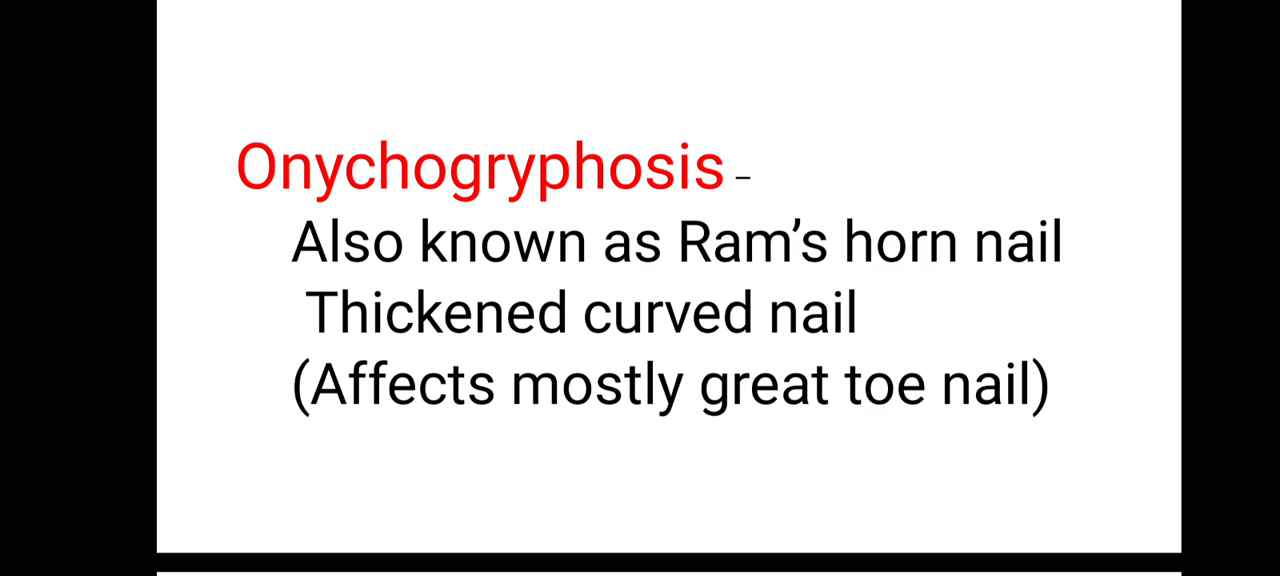 Onychogryphosis –
Also known as Ram’s horn nail
Thickened curved nail
(Affects mostly great toe nail)